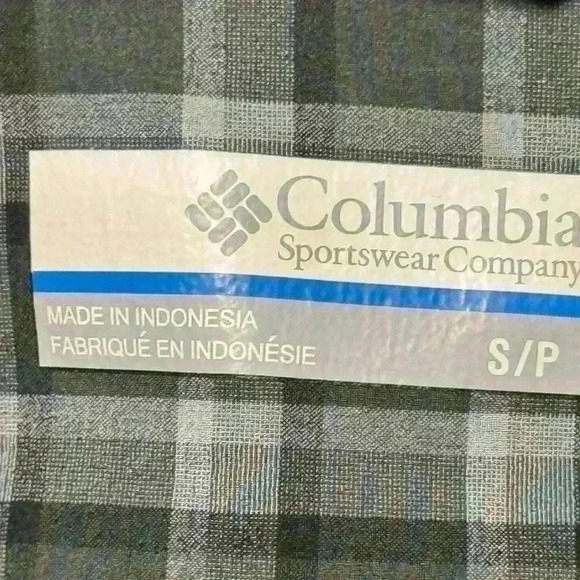 Columbia
Sportswear Company
MADE IN INDONESIA
FABRIQUÉ EN INDONÉSIE
S/P